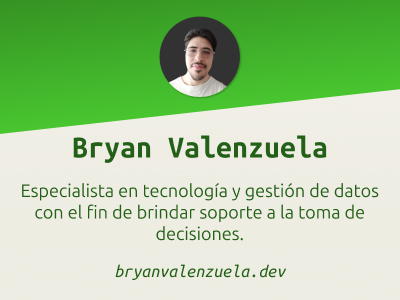 Bryan Valenzuela
Especialista en tecnología y gestión de datos
con el fin de brindar soporte a la toma de
decisiones.
bryanvalenzuela.dev